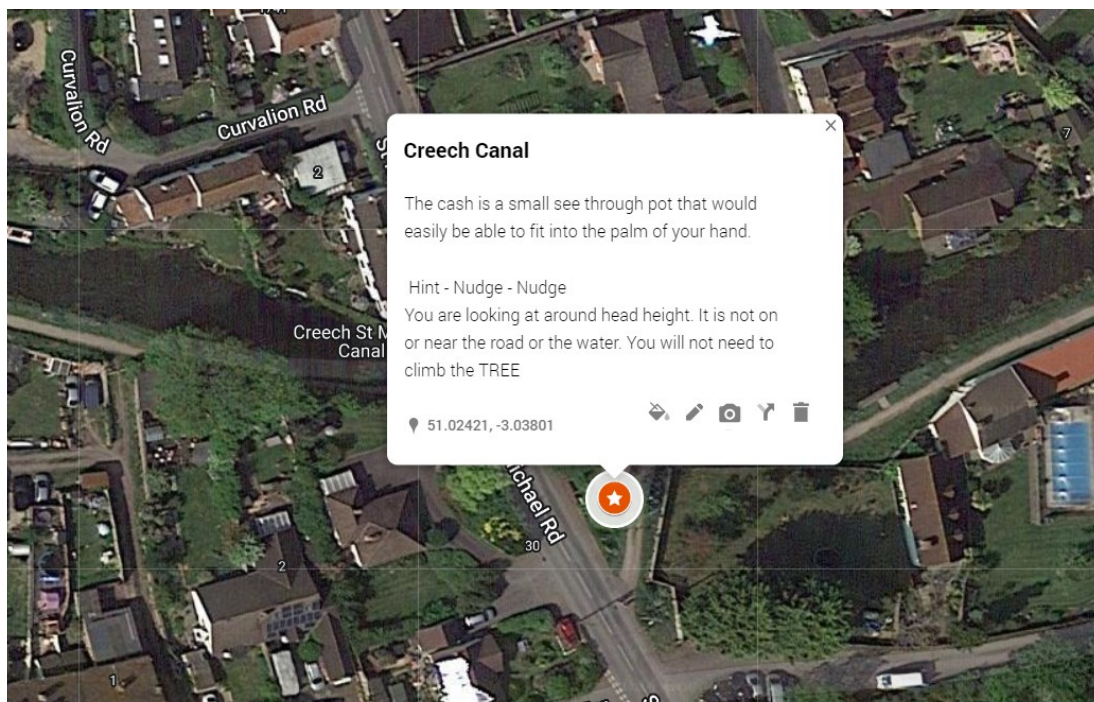 Curvalion Rd
Curvalion Rd
2
7
Creech Canal
The cash is a small see through pot that would
easily be able to fit into the palm of your hand.
Hint - Nudge - Nudge
You are looking at around head height. It is not on
or near the road or the water. You will not need to
climb the TREE
51.02421, -3.03801
Creech St M
Canal
ichael Rd
30
2
1